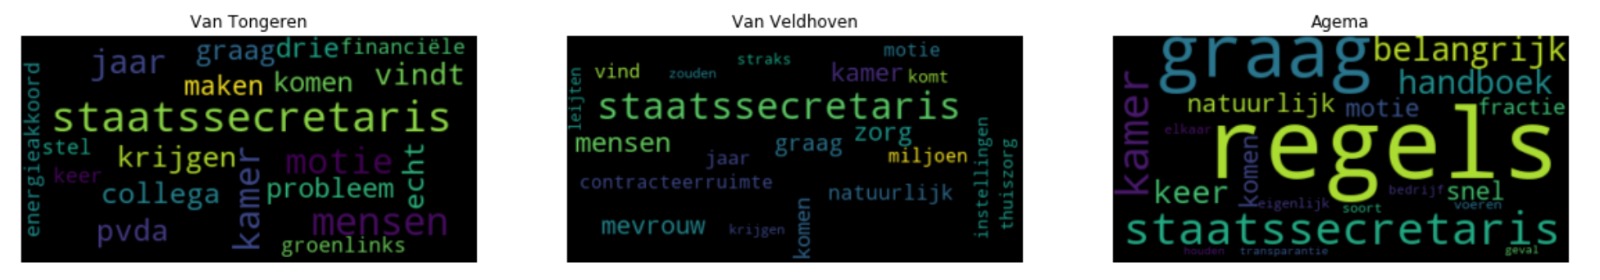 Van Tongeren
jaar graag drie financiële
maken komen vindt
energieakkoord
staatssecretaris
stel krijgen kamer motie echt
keer collega probleem
pvda mensen
groenlinks
Van Veldhoven
motie
straks
vind zouden kamer komt
leijten
staatssecretaris
mensen graag zorg
jaar miljoen
contracteerruimte natuurlijk
instellingen thuiszorg
mevrouw krijgen komen
Agema
graag belangrijk
handboek
kamer natuurlijk motie fractie
elkaar regels
komen
keer bedrijf snel
eigenlijk soort voeren
staatssecretaris
houden transparantie geval